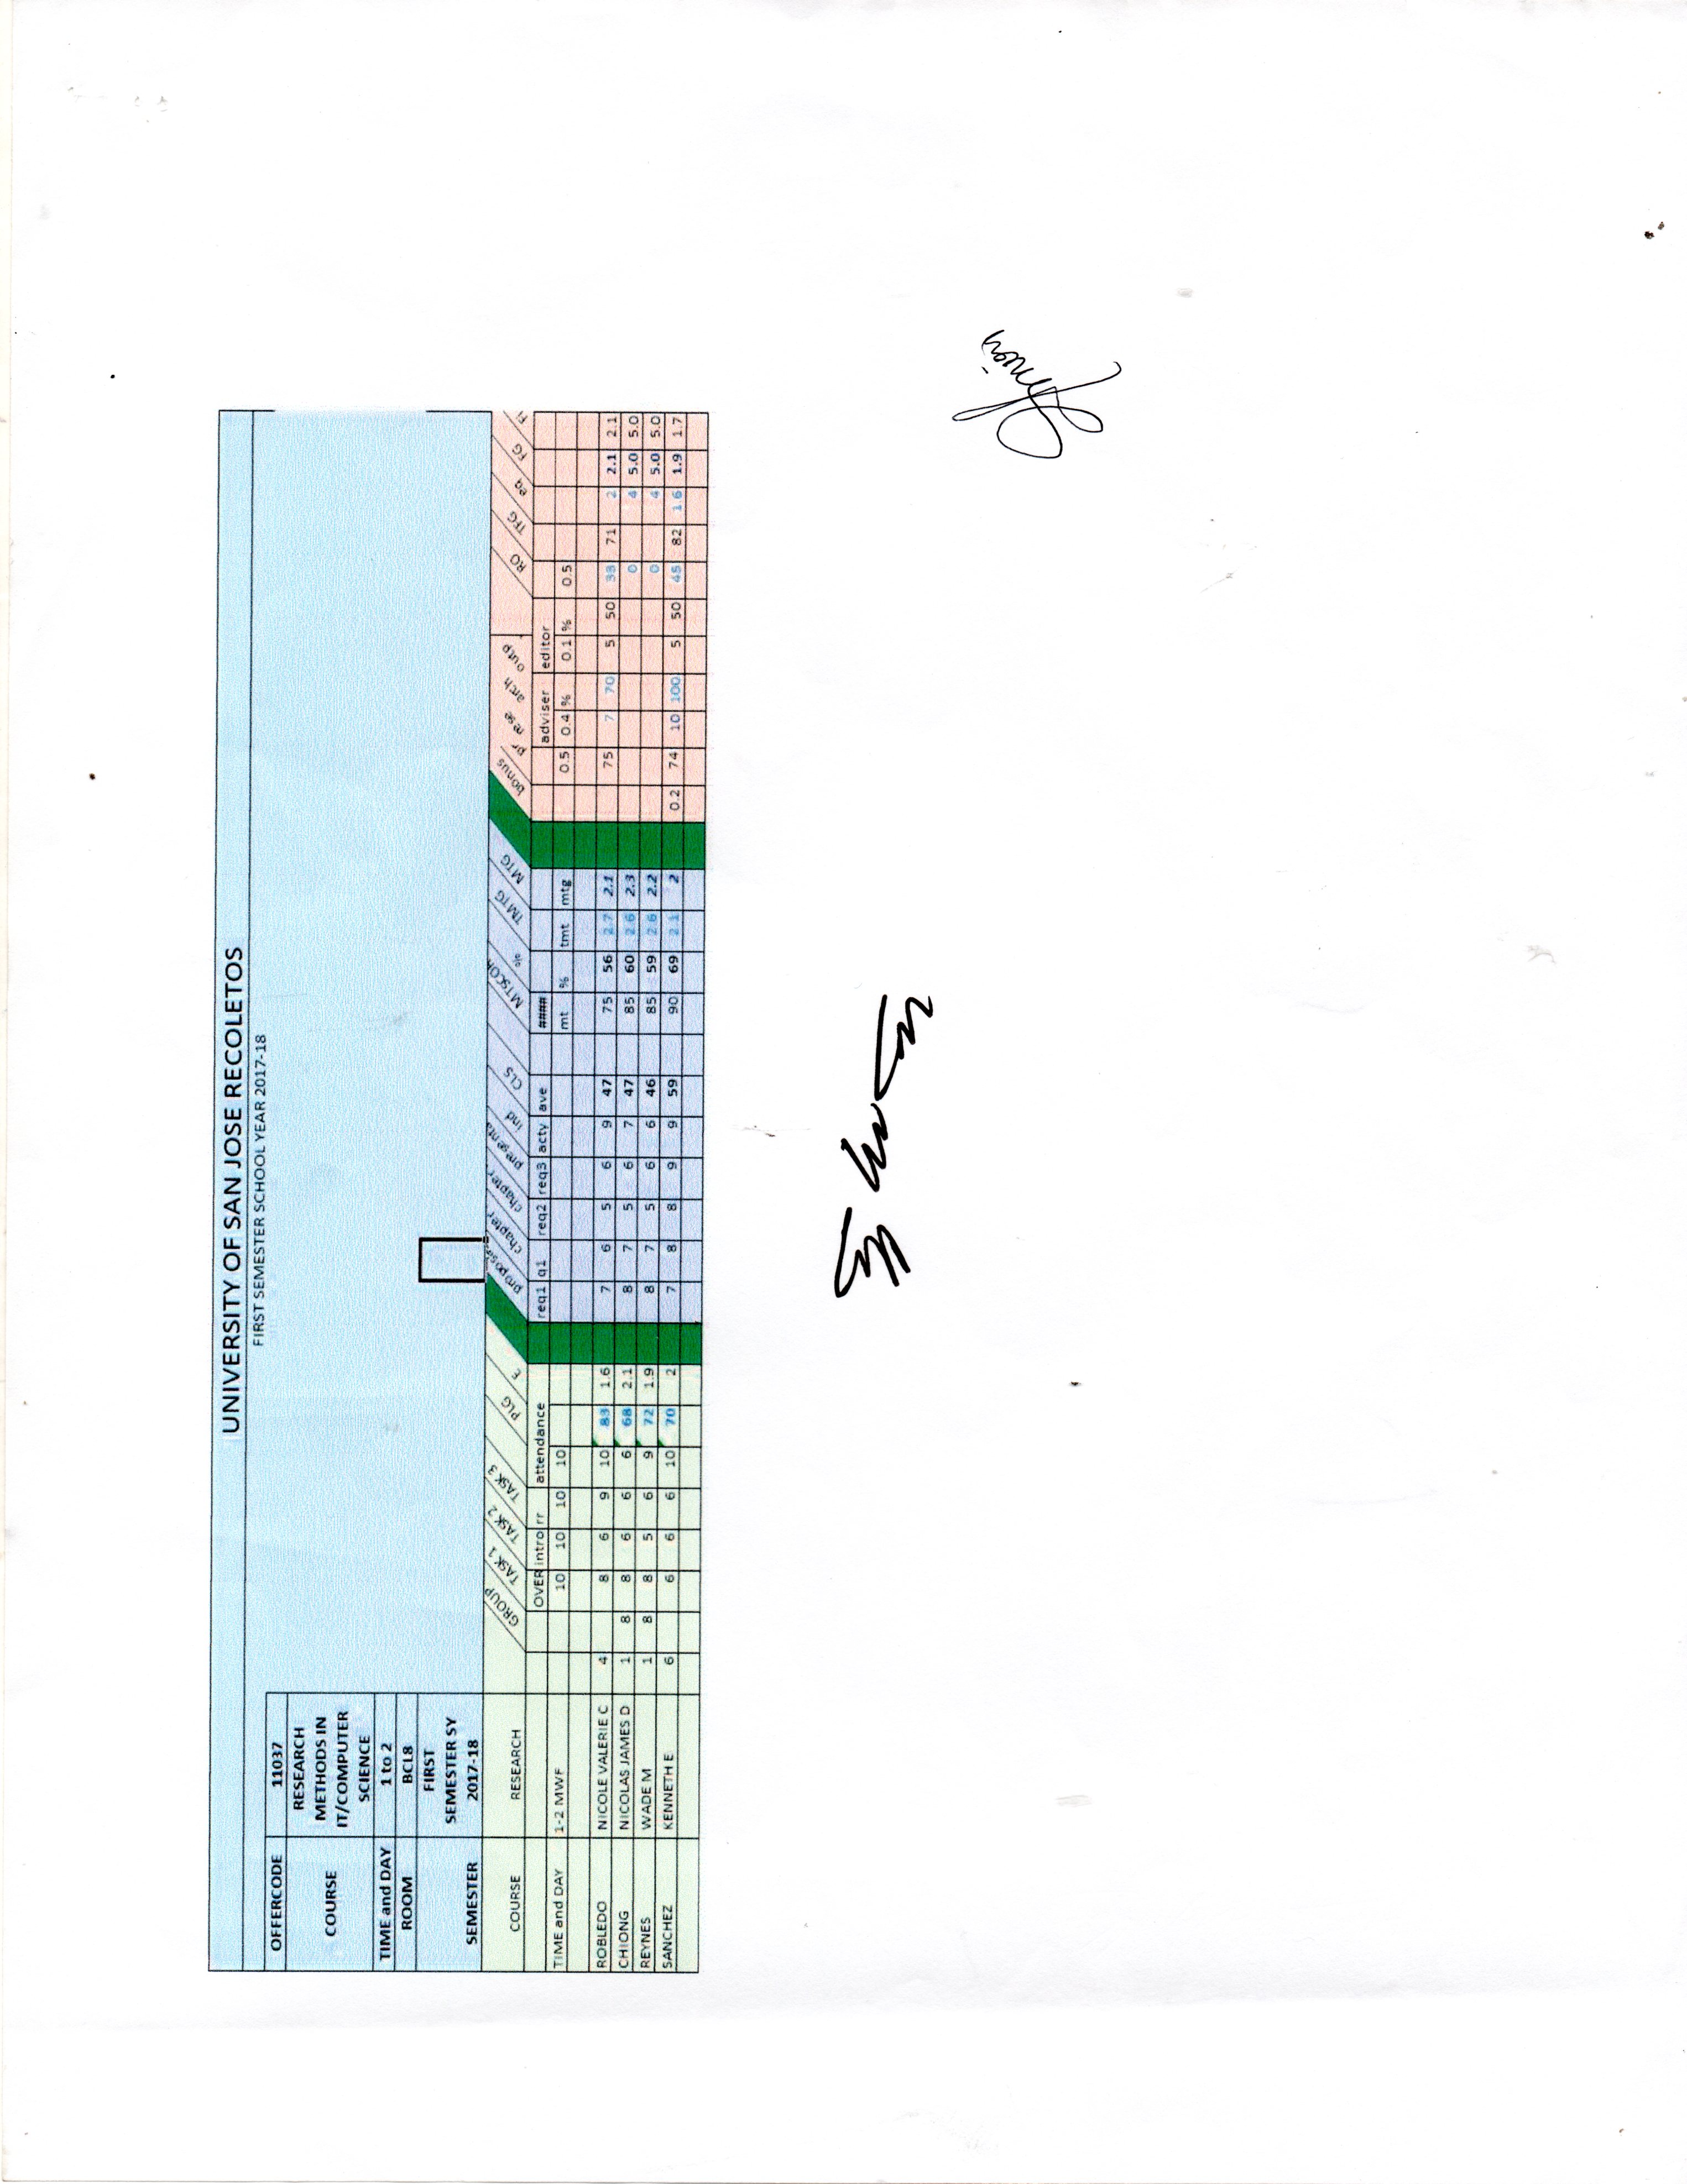 UNIVERSITY OF SAN JOSE RECOLETOS
FIRST SEMESTER SCHOOL YEAR 2017-18
OFFERCODE 11037
COURSE RESEARCH METHODS IN IT/COMPUTER SCIENCE
TIME and DAY 1 to 2
ROOM BCL8
SEMESTER FIRST SEMESTER SY 2017-18
COURSE RESEARCH GROUP TASK 1 TASK 2 TASK 3 PLG E chapter chapter presents ind CLS MTSCOR % TMTG MTG bonus pr rese arch outp RO TFG eq FG
OVER intro rr attendance req1 q1 req2 req3 acty ave #### adviser editor
TIME and DAY 1-2 MWF 10 10 10 10 mt % tmt mtg 0.5 0.4 % 0.1 % 0.5
ROBLEDO NICOLE VALERIE C 4 8 6 9 10 83 1.6 7 6 5 6 9 47 75 56 2.7 2.1 75 7 70 5 50 38 71 2 2.1 2.1
CHIONG NICOLAS JAMES D 1 8 8 6 6 6 68 2.1 8 7 5 6 7 47 85 60 2.6 2.3 0 4 5.0 5.0
REYNES WADE M 1 8 8 5 6 9 72 1.9 8 7 5 6 6 46 85 59 2.6 2.2 0 4 5.0 5.0
SANCHEZ KENNETH E 6 6 6 6 10 70 2 7 8 8 9 9 59 90 69 2.1 2 0.2 74 10 100 5 50 45 82 1.6 1.9 1.7